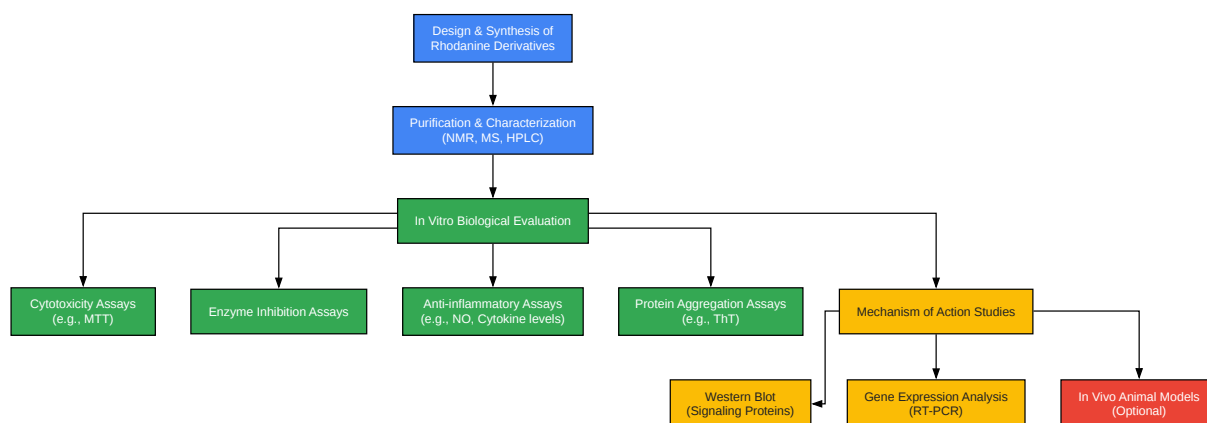 Design & Synthesis of
Rhodanine Derivatives
Purification & Characterization
(NMR, MS, HPLC)
In Vitro Biological Evaluation
Cytotoxicity Assays
(e.g., MTT)
Enzyme Inhibition Assays
Anti-inflammatory Assays
(e.g., NO, Cytokine levels)
Protein Aggregation Assays
(e.g., ThT)
Mechanism of Action Studies
Western Blot
(Signaling Proteins)
Gene Expression Analysis
(RT-PCR)
In Vivo Animal Models
(Optional)